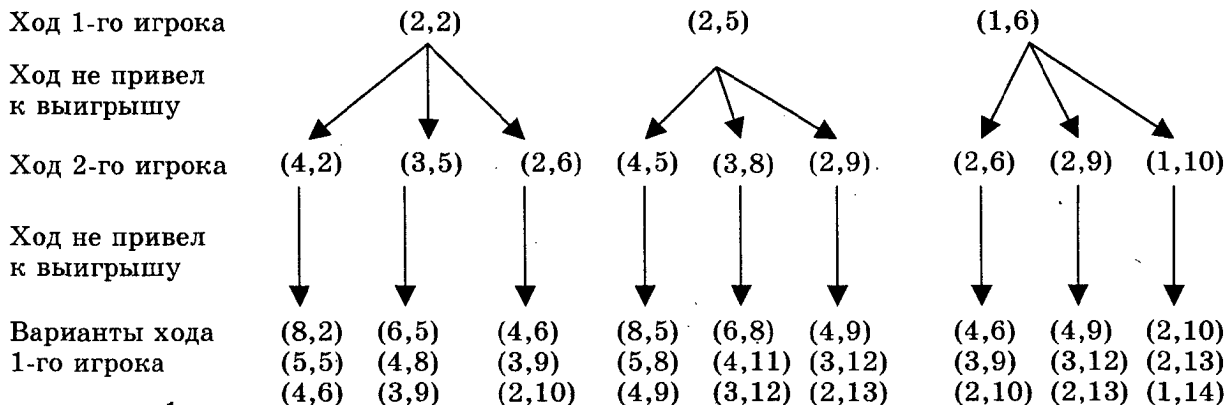 Ход 1-го игрока (2,2) (2,5) (1,6)
Ход не привел
к выигрышу
Ход 2-го игрока (4,2) (3,5) (2,6) (4,5) (3,8) (2,9) (2,6) (2,9) (1,10)
Ход не привел
к выигрышу
Варианты хода (8,2) (6,5) (4,6) (8,5) (6,8) (4,9) (4,6) (4,9) (2,10)
1-го игрока (5,5) (4,8) (3,9) (5,8) (4,11) (3,12) (3,9) (3,12) (2,13)
(4,6) (3,9) (2,10) (4,9) (3,12) (2,13) (2,10) (2,13) (1,14)